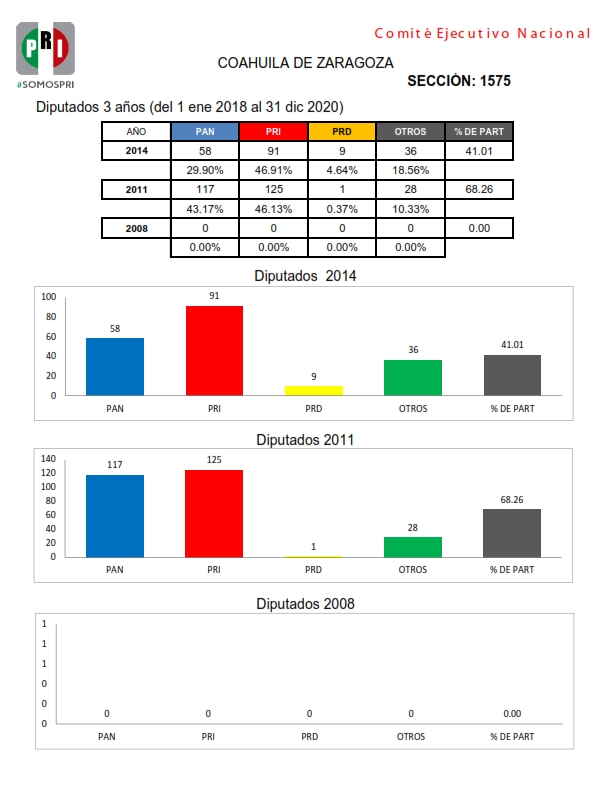 Comité Ejecutivo Nacional
PRI
#SOMOSPRI
COAHUILA DE ZARAGOZA
SECCIÓN: 1575
Diputados 3 años (del 1 ene 2018 al 31 dic 2020)
AÑO PAN PRI PRD OTROS % DE PART
2014 58 91 9 36 41.01
29.90% 46.91% 4.64% 18.56%
2011 117 125 1 28 68.26
43.17% 46.13% 0.37% 10.33%
2008 0 0 0 0 0.00
0.00% 0.00% 0.00% 0.00%
Diputados 2014
100
80
60
40
20
0
58 91 9 36 41.01
PAN PRI PRD OTROS % DE PART
Diputados 2011
140
120
100
80
60
40
20
0
117 125 1 28 68.26
PAN PRI PRD OTROS % DE PART
Diputados 2008
1
1
1
0
0
0
0 0 0 0 0.00
PAN PRI PRD OTROS % DE PART